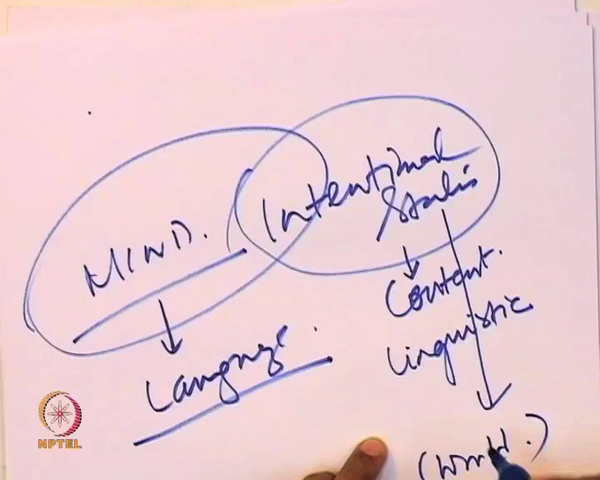 MIND.
Intentional
States
Content.
Language.
Linguistic
(World.)
NPTEL